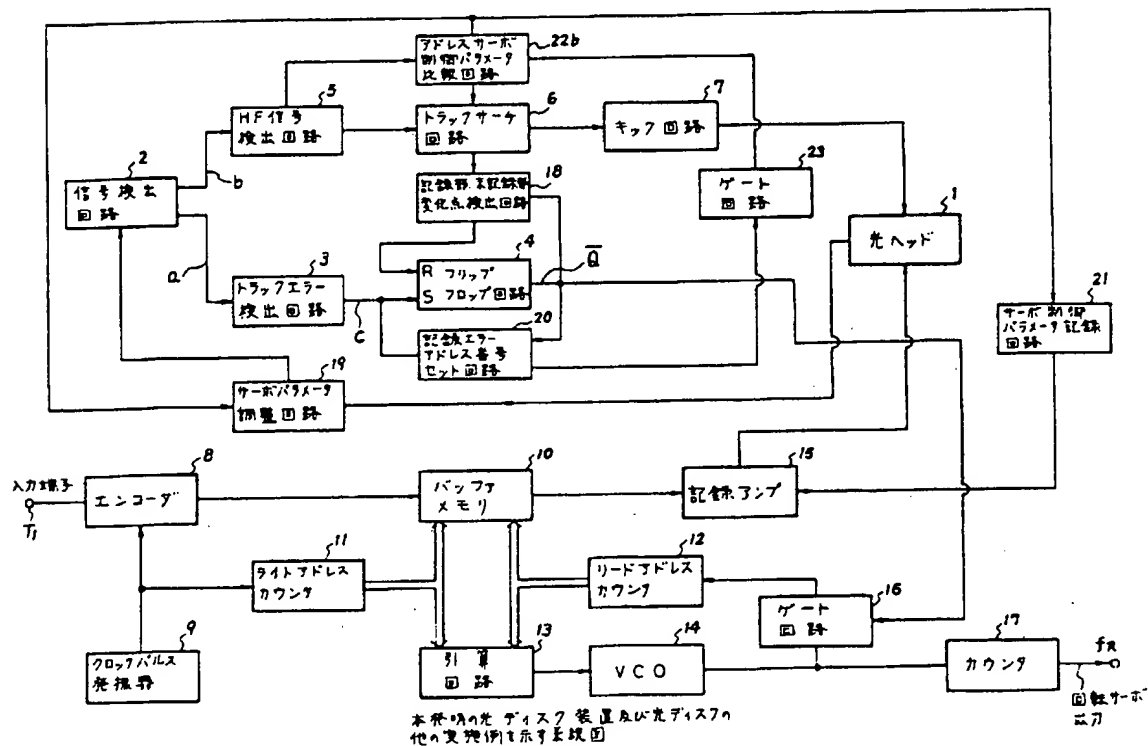 アドレスサーボ
制御パラメータ
比較回路
22b
HF信号
検出回路
5
トラックサーチ
回路
6
キック回路
7
信号検出
回路
2
b
a
記録部、未記録部
変化点検出回路
18
ゲート
回路
23
光ヘッド
1
トラックエラー
検出回路
3
C
R フリップ
S フロップ回路
4
Q
記録エラー
アドレス番号
セット回路
20
サーボ制御
パラメータ記録
回路
21
サーボパラメータ
調整回路
19
入力端子
T1
エンコーダ
8
バッファ
メモリ
10
記録アンプ
15
ライトアドレス
カウンタ
11
リードアドレス
カウンタ
12
ゲート
回路
16
クロックパルス
発振器
9
引算
回路
13
VCO
14
カウンタ
17
fR
回転サーボ
本発明の光ディスク装置及び光ディスクの
他の実施例を示す系統図